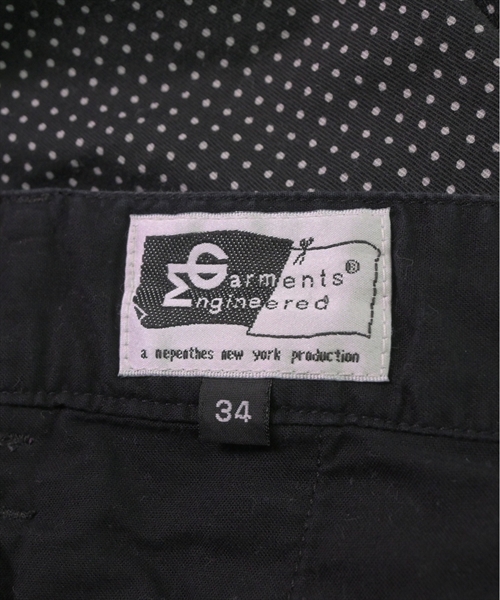 Garments®
Engineered
a nepenthes new york production
34